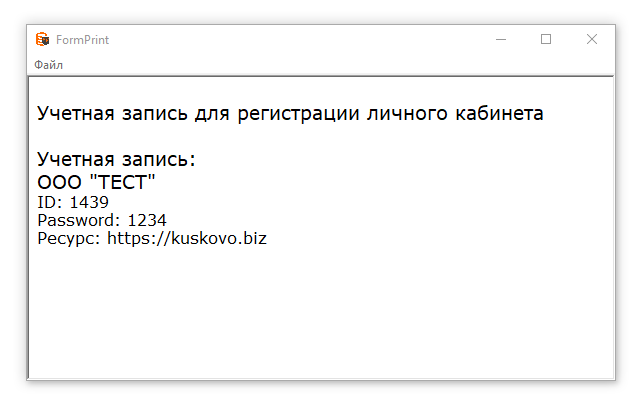 FormPrint
Файл
Учетная запись для регистрации личного кабинета
Учетная запись:
ООО "ТЕСТ"
ID: 1439
Password: 1234
Ресурс: https://kuskovo.biz